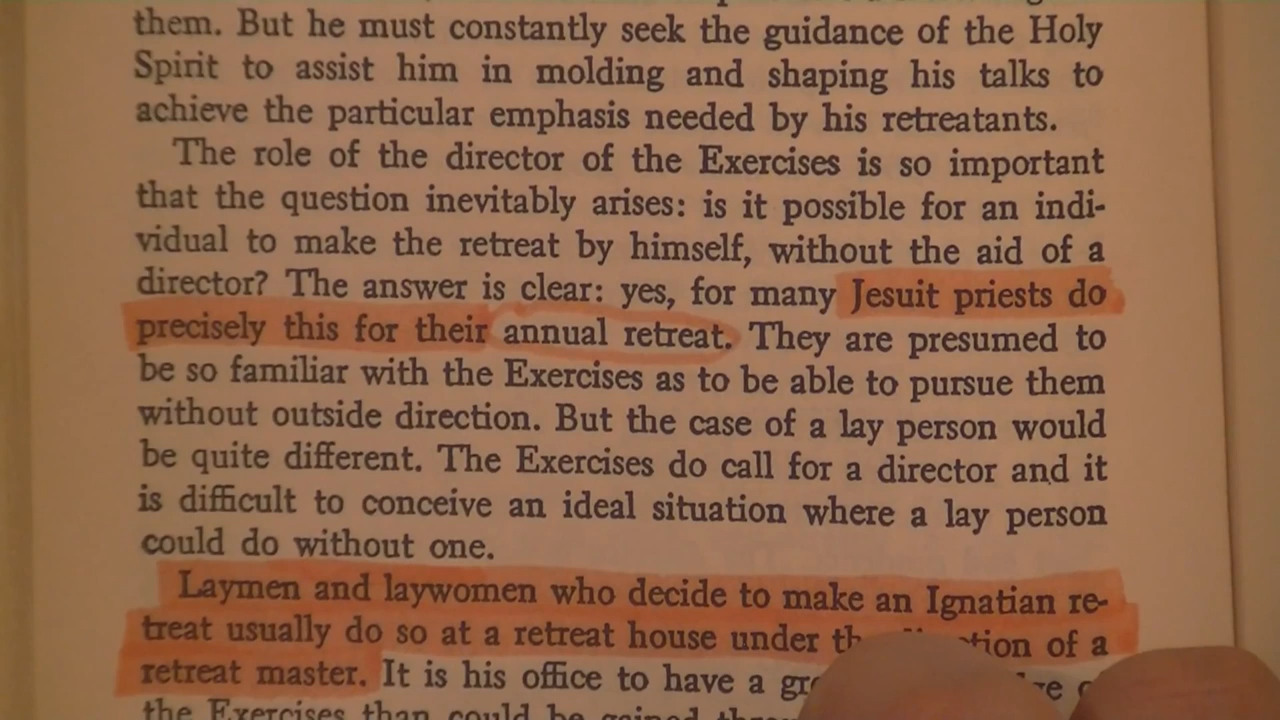 them. But he must constantly seek the guidance of the Holy
Spirit to assist him in molding and shaping his talks to
achieve the particular emphasis needed by his retreatants.
The role of the director of the Exercises is so important
that the question inevitably arises: is it possible for an indi-
vidual to make the retreat by himself, without the aid of a
director? The answer is clear: yes, for many Jesuit priests do
precisely this for their annual retreat. They are presumed to
be so familiar with the Exercises as to be able to pursue them
without outside direction. But the case of a lay person would
be quite different. The Exercises do call for a director and it
is difficult to conceive an ideal situation where a lay person
could do without one.
Laymen and laywomen who decide to make an Ignatian re-
treat usually do so at a retreat house under of a
retreat master. It is his office to have a
the Exercises than could be gained